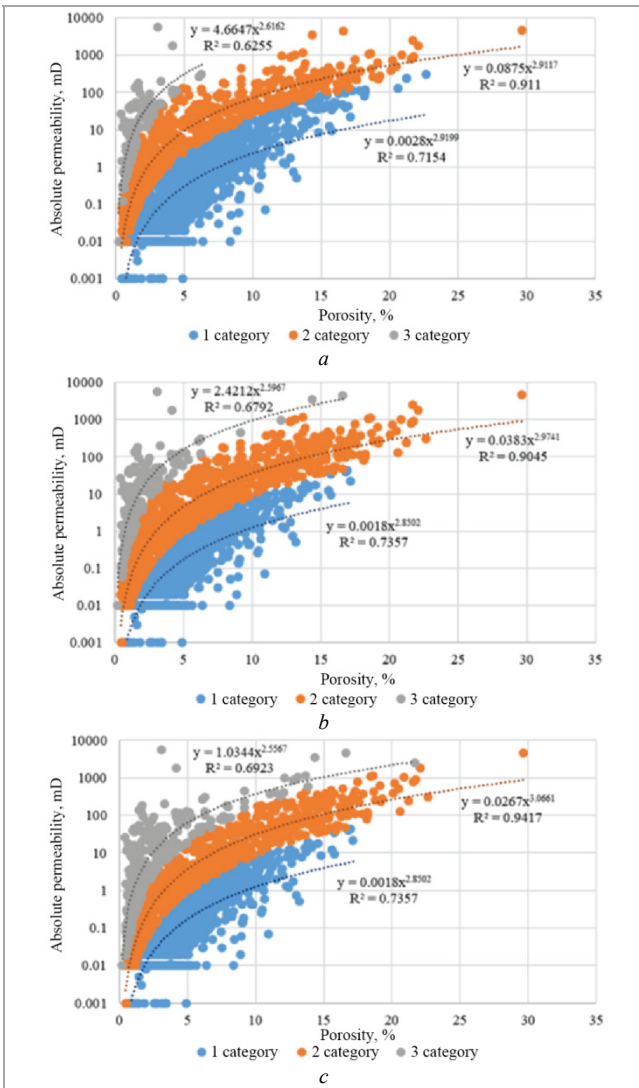 10000
1000
100
10
1
0.1
0.01
0.001
Absolute permeability, mD
y = 4.6647x^2.6162
R² = 0.6255
y = 0.0875x^2.9117
R² = 0.911
y = 0.0028x^2.9199
R² = 0.7154
0 5 10 15 20 25 30 35
Porosity, %
1 category 2 category 3 category
a
10000
1000
100
10
1
0.1
0.01
0.001
Absolute permeability, mD
y = 2.4212x^2.5967
R² = 0.6792
y = 0.0383x^2.9741
R² = 0.9045
y = 0.0018x^2.8502
R² = 0.7357
0 5 10 15 20 25 30 35
Porosity, %
1 category 2 category 3 category
b
10000
1000
100
10
1
0.1
0.01
0.001
Absolute permeability, mD
y = 1.0344x^2.5567
R² = 0.6923
y = 0.0267x^3.0661
R² = 0.9417
y = 0.0018x^2.8502
R² = 0.7357
0 5 10 15 20 25 30 35
Porosity, %
1 category 2 category 3 category
c